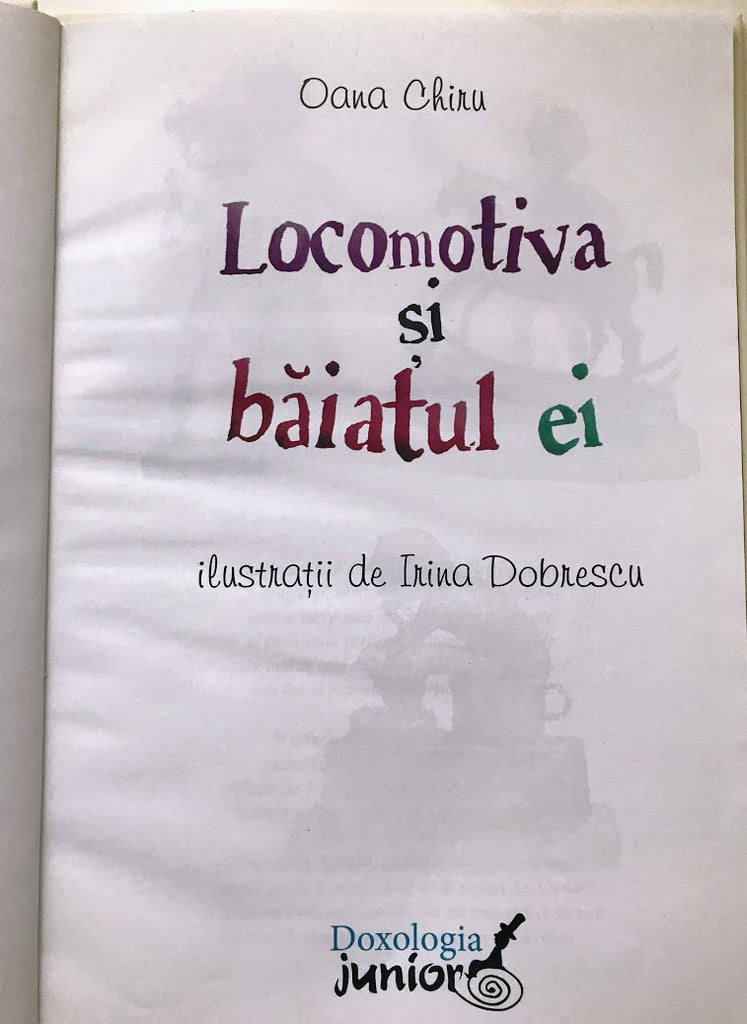 Oana Chiru
Locomotiva
și
băiatul ei
ilustrații de Irina Dobrescu
Doxologia
junior